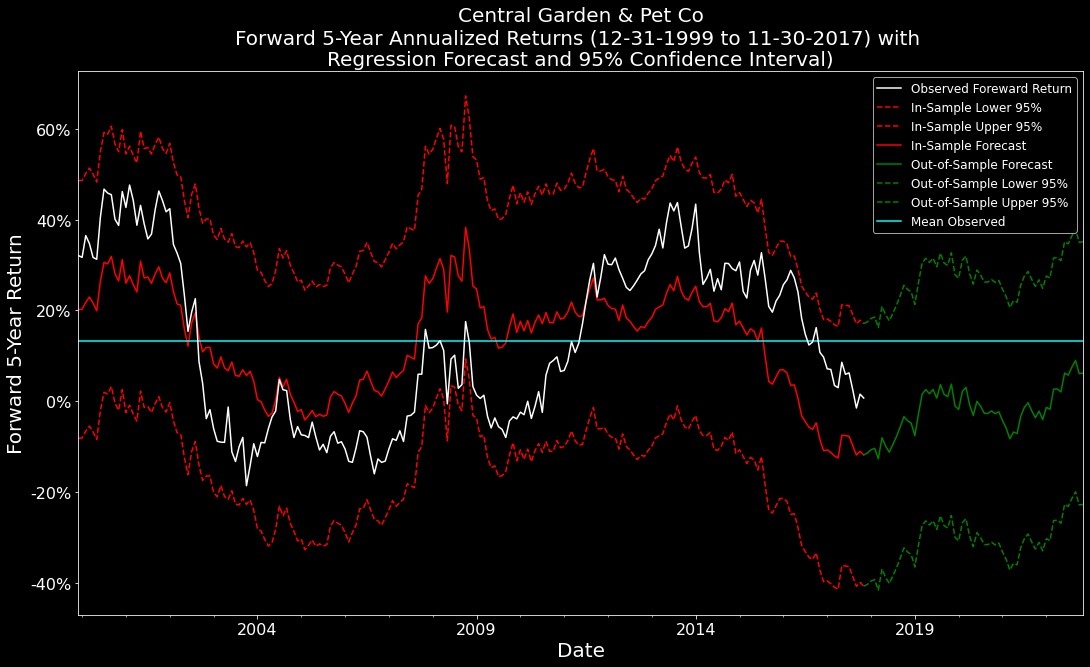 Central Garden & Pet Co
Forward 5-Year Annualized Returns (12-31-1999 to 11-30-2017) with
Regression Forecast and 95% Confidence Interval)
Forward 5-Year Return
60%
40%
20%
0%
-20%
-40%
Observed Foreward Return
In-Sample Lower 95%
In-Sample Upper 95%
In-Sample Forecast
Out-of-Sample Forecast
Out-of-Sample Lower 95%
Out-of-Sample Upper 95%
Mean Observed
2004
2009
2014
2019
Date